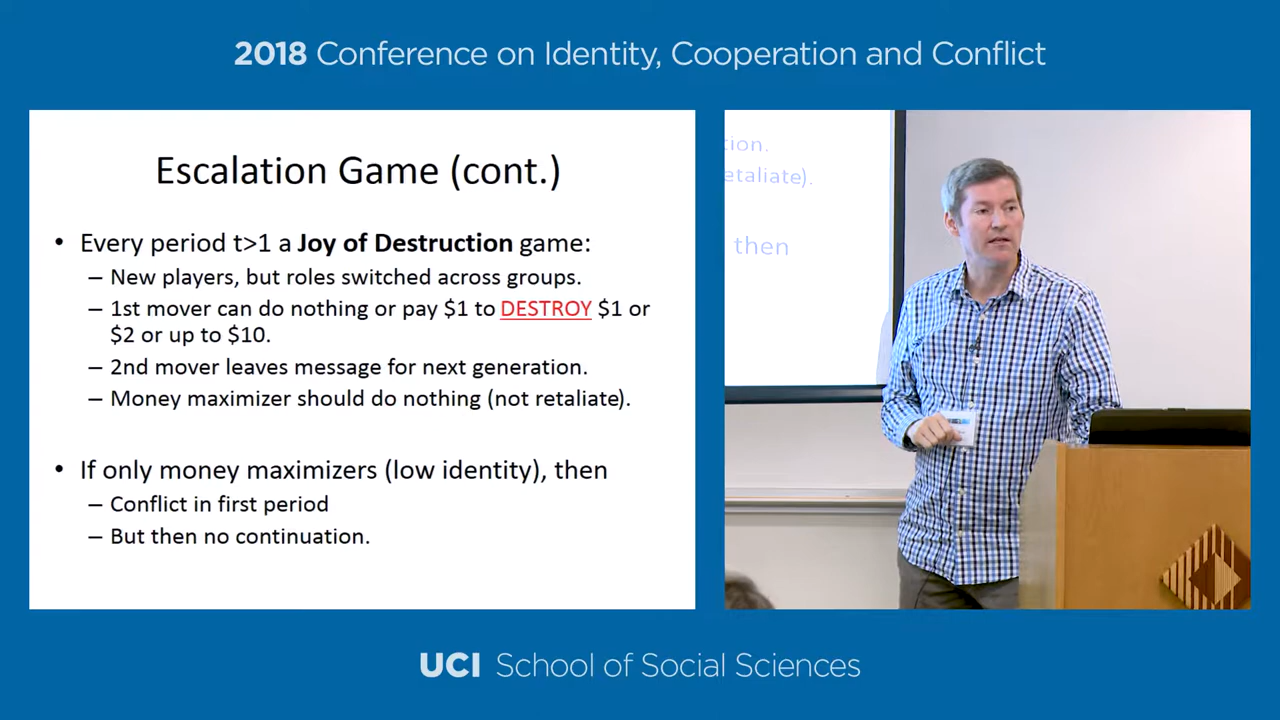 2018 Conference on Identity, Cooperation and Conflict
Escalation Game (cont.)
• Every period t>1 a Joy of Destruction game:
– New players, but roles switched across groups.
– 1st mover can do nothing or pay $1 to DESTROY $1 or
$2 or up to $10.
– 2nd mover leaves message for next generation.
– Money maximizer should do nothing (not retaliate).
• If only money maximizers (low identity), then
– Conflict in first period
– But then no continuation.
tion.
etaliate).
then
UCI School of Social Sciences